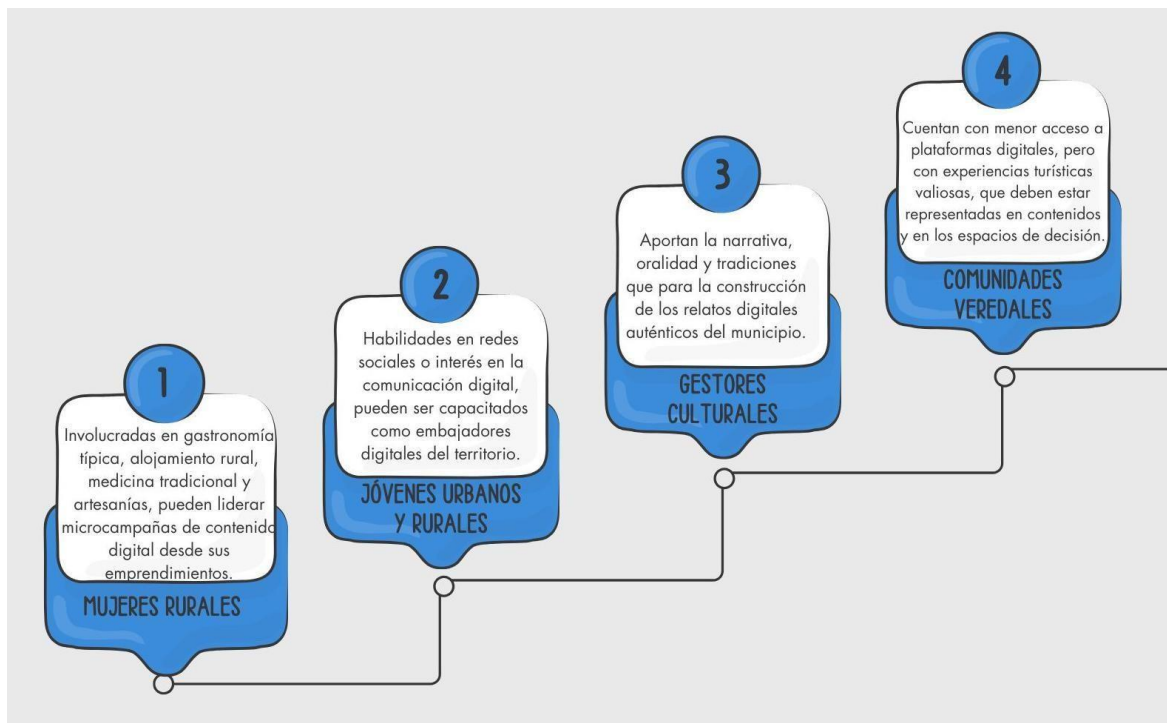 1
Involucradas en gastronomía
típica, alojamiento rural,
medicina tradicional y
artesanías, pueden liderar
microcampañas de contenido
digital desde sus
emprendimientos.
MUJERES RURALES
2
Habilidades en redes
sociales o interés en la
comunicación digital,
pueden ser capacitados
como embajadores
digitales del territorio.
JÓVENES URBANOS
Y RURALES
3
Aportan la narrativa,
oralidad y tradiciones
que para la construcción
de los relatos digitales
auténticos del municipio.
GESTORES
CULTURALES
4
Cuentan con menor acceso a
plataformas digitales, pero
con experiencias turísticas
valiosas, que deben estar
representadas en contenidos
y en los espacios de decisión.
COMUNIDADES
VEREDALES